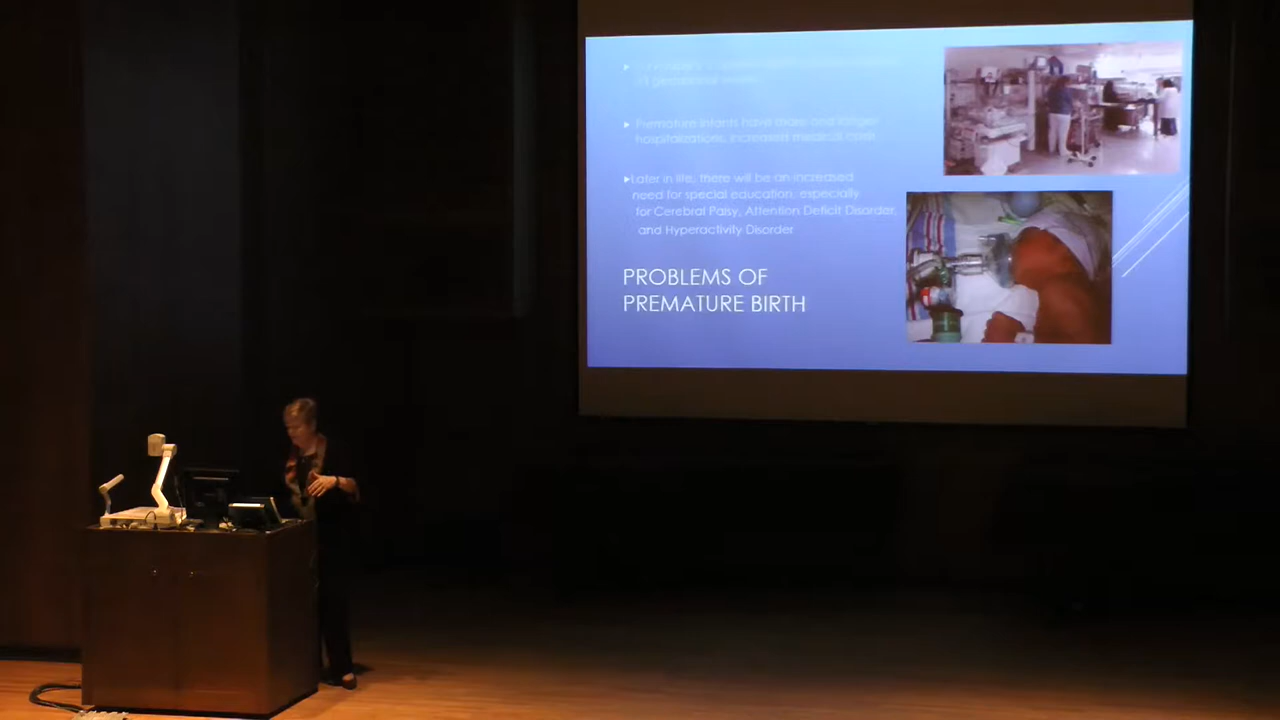 Premature infants have more and longer
hospitalizations, increased medical costs
Later in life, there will be an increased
need for special education, especially
for Cerebral Palsy, Attention Deficit Disorder,
and Hyperactivity Disorder
PROBLEMS OF
PREMATURE BIRTH